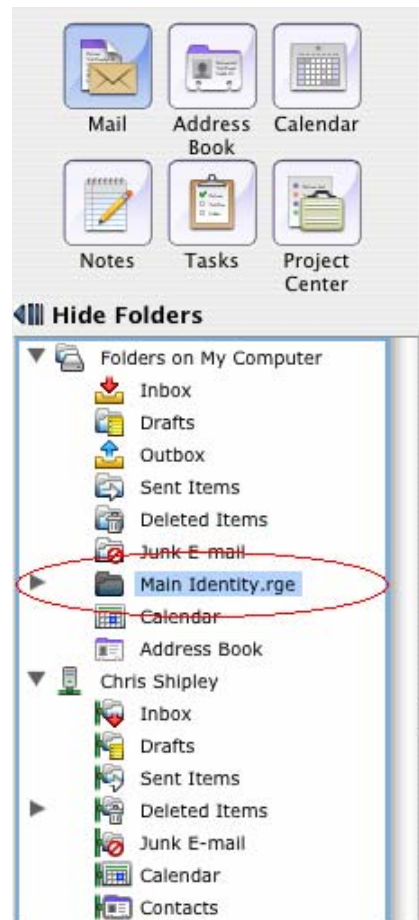 Mail Address Calendar
Book
Notes Tasks Project
Center
Hide Folders
Folders on My Computer
Inbox
Drafts
Outbox
Sent Items
Deleted Items
Junk E-mail
Main Identity.rge
Calendar
Address Book
Chris Shipley
Inbox
Drafts
Sent Items
Deleted Items
Junk E-mail
Calendar
Contacts